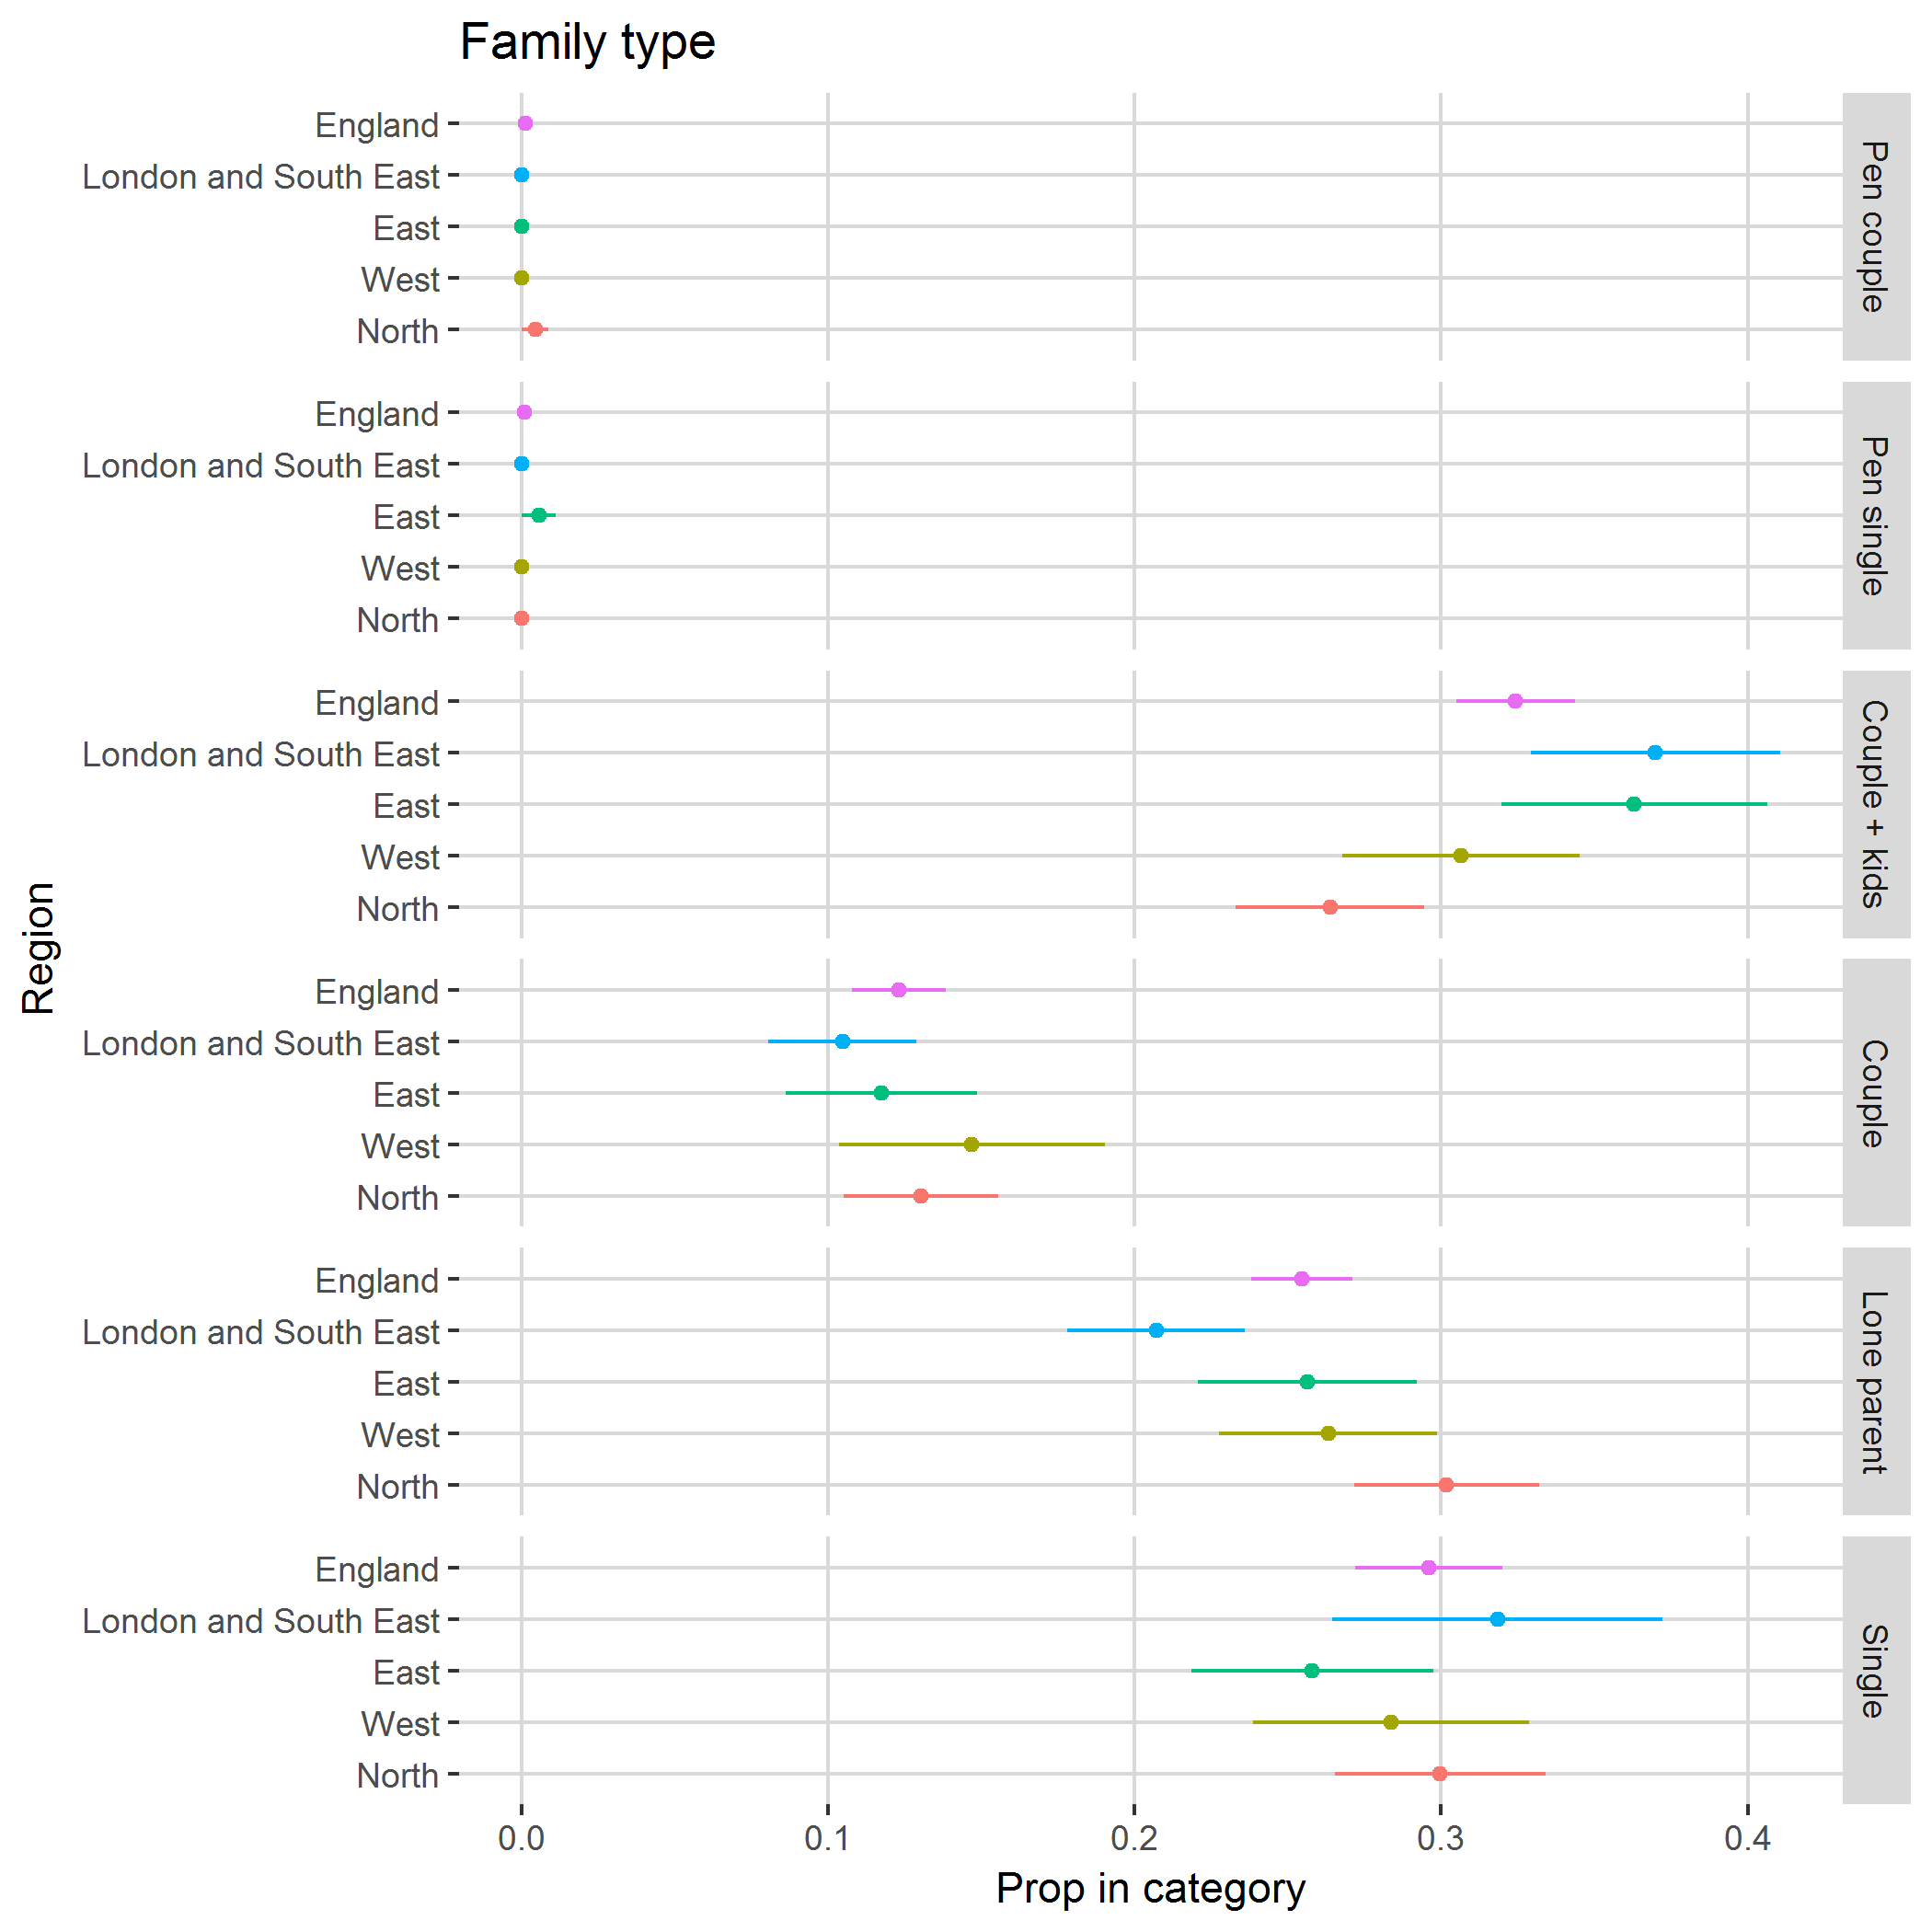 Family type
Region
England
London and South East
East
West
North
Pen couple
England
London and South East
East
West
North
Pen single
England
London and South East
East
West
North
Couple + kids
England
London and South East
East
West
North
Couple
England
London and South East
East
West
North
Lone parent
England
London and South East
East
West
North
Single
0.0 0.1 0.2 0.3 0.4
Prop in category